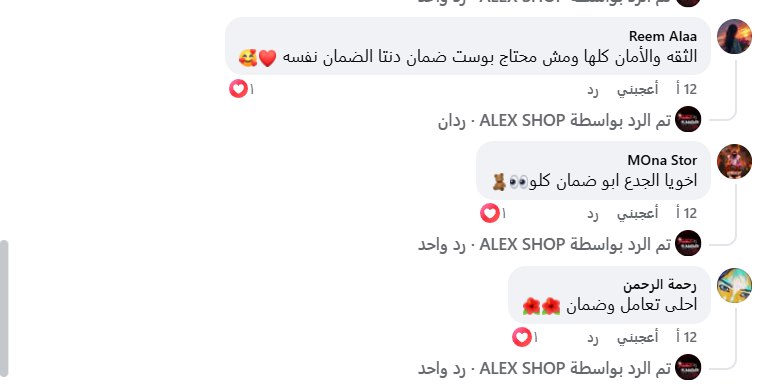 تم الرد بواسطة ALEX SHOP · رد واحد
Reem Alaa
الثقه والأمان كلها ومش محتاج بوست ضمان دنتا الضمان نفسه ♥️🥰
12 أ أعجبني رد ١
تم الرد بواسطة ALEX SHOP · ردان
MOna Stor
اخويا الجدع ابو ضمان كلو👀🧸
12 أ أعجبني رد ١
تم الرد بواسطة ALEX SHOP · رد واحد
رحمة الرحمن
احلى تعامل وضمان 🌺🌺
12 أ أعجبني رد ١
تم الرد بواسطة ALEX SHOP · رد واحد